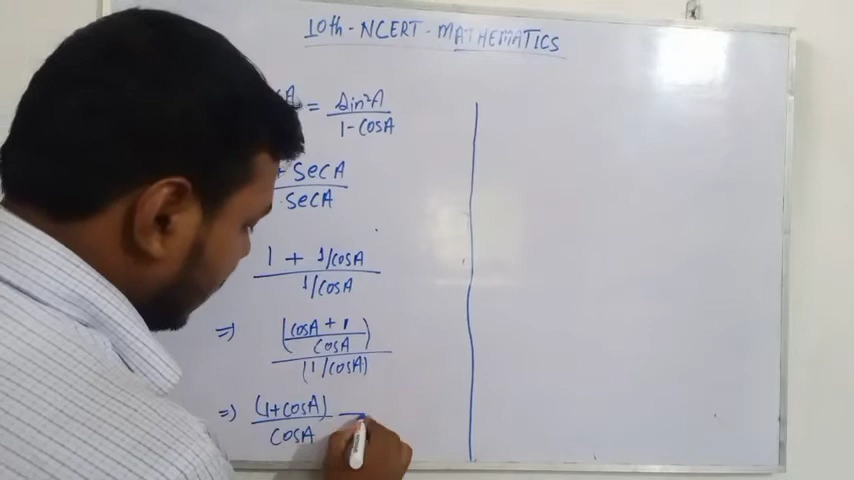 10th - NCERT - MATHEMATICS
A = sin²A / 1 - cosA
+ secA / secA
1 + 1/cosA / 1/cosA
⇒ (cosA + 1 / cosA) / (1/cosA)
⇒ (1+cosA) / cosA